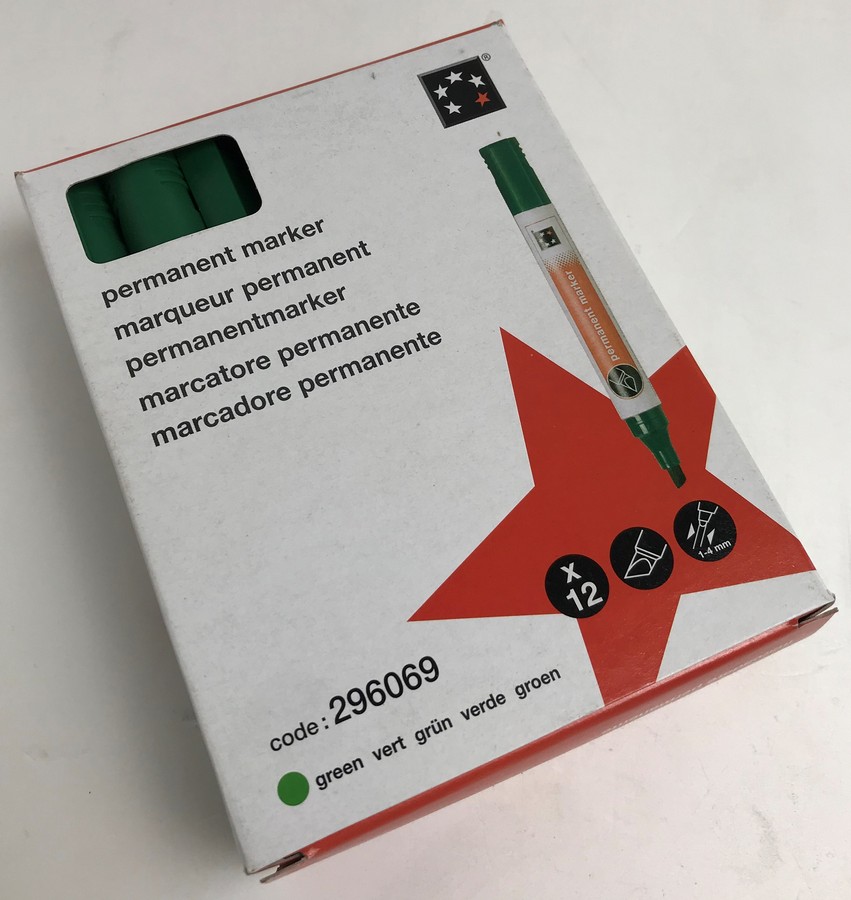 ®
permanent marker
marqueur permanent
permanentmarker
marcatore permanente
marcadore permanente
permanent marker
X
12
1-4 mm
code: 296069
green vert grün verde groen